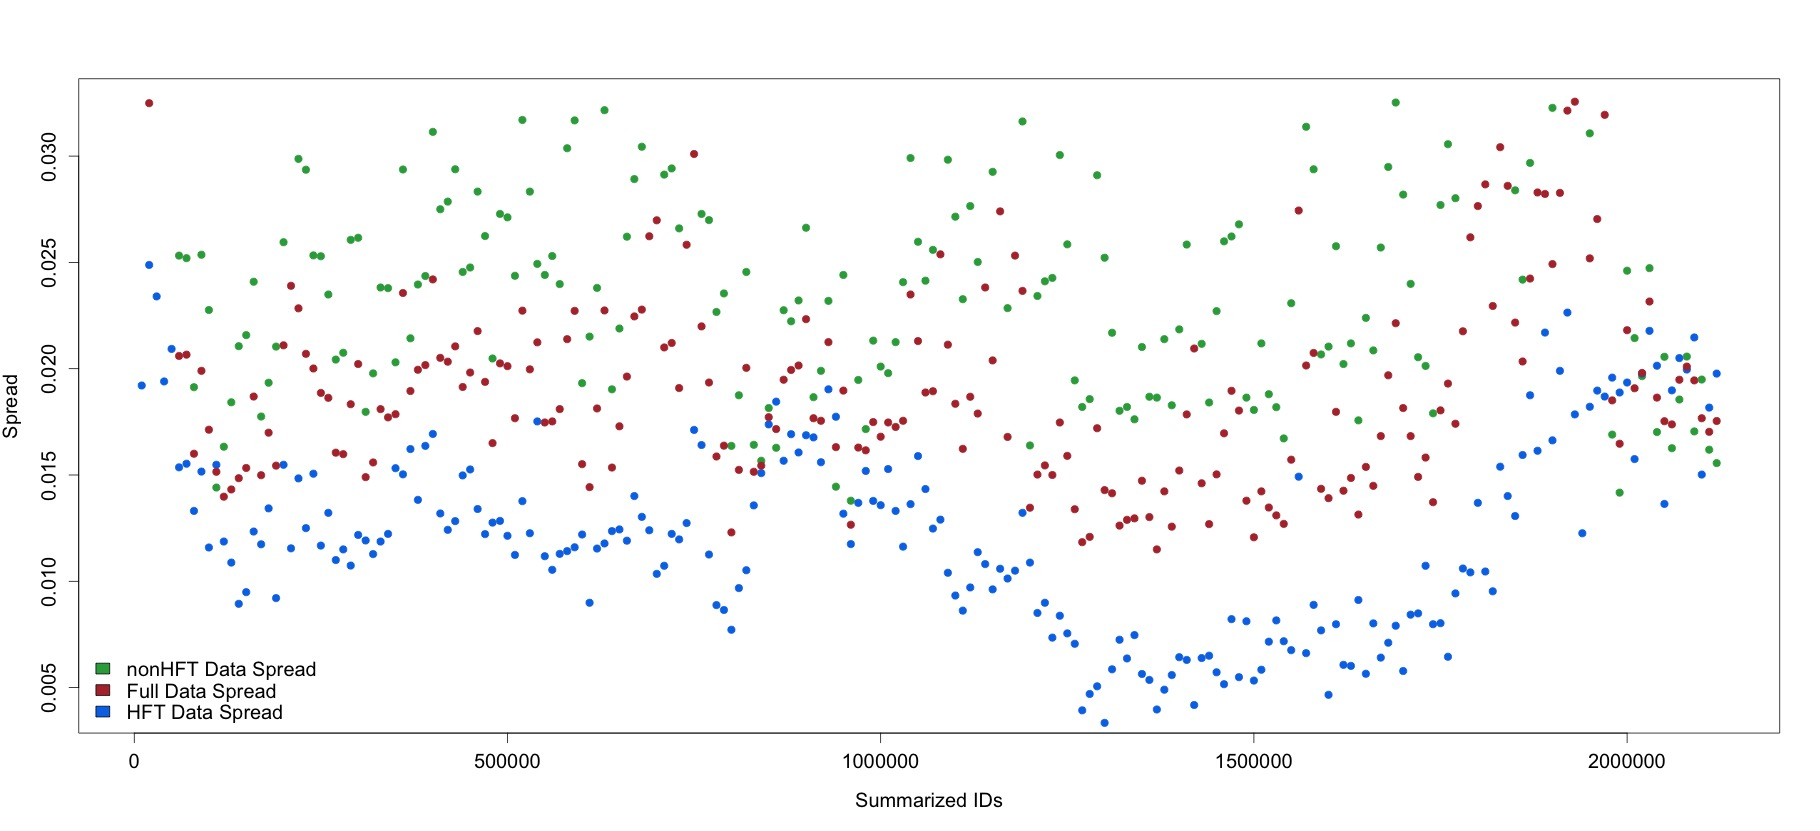 0.030
0.025
0.020
0.015
0.010
0.005
Spread
nonHFT Data Spread
Full Data Spread
HFT Data Spread
0 500000 1000000 1500000 2000000
Summarized IDs